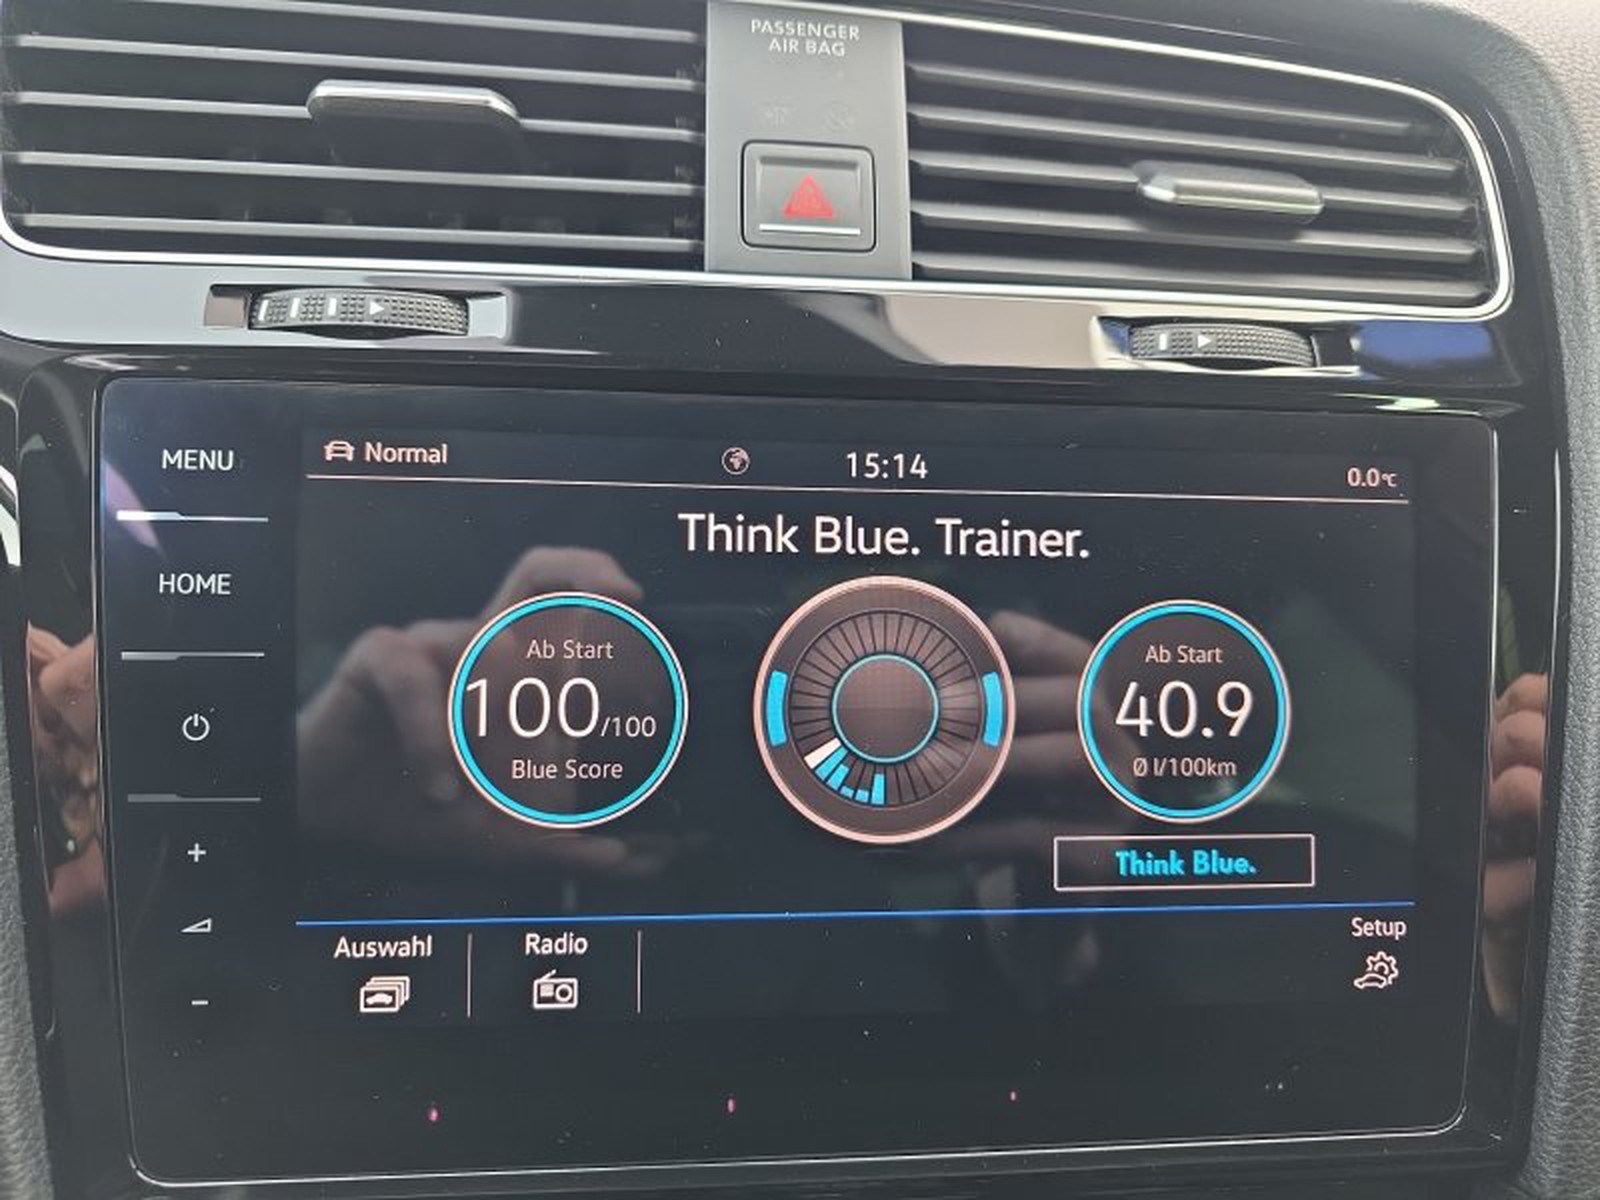 PASSENGER
AIR BAG
MENU
HOME
Normal
15:14
0.0°C
Think Blue. Trainer.
Ab Start
100/100
Blue Score
Ab Start
40.9
Ø l/100km
Think Blue.
Auswahl
Radio
Setup